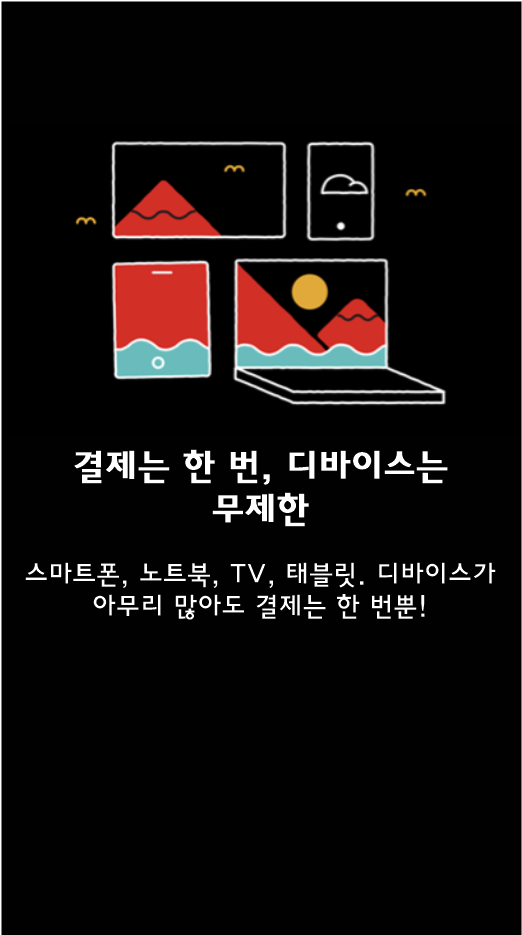 결제는 한 번, 디바이스는
무제한
스마트폰, 노트북, TV, 태블릿. 디바이스가
아무리 많아도 결제는 한 번뿐!